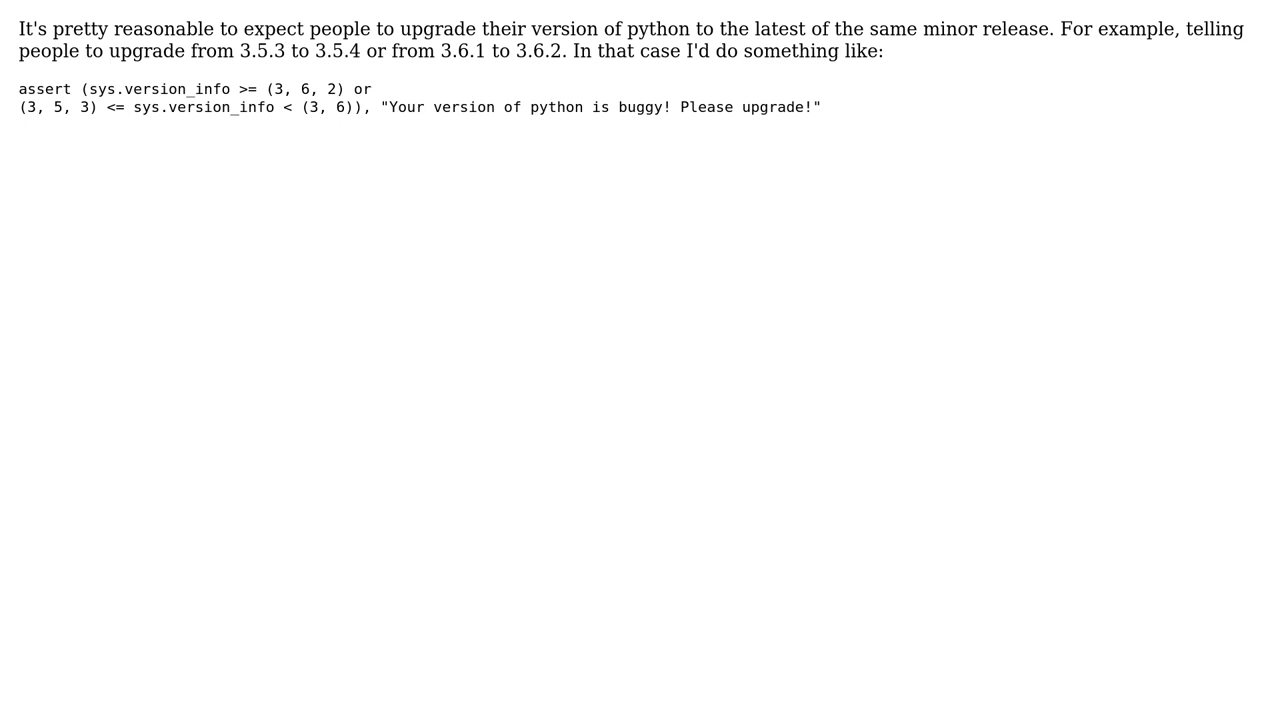 It's pretty reasonable to expect people to upgrade their version of python to the latest of the same minor release. For example, telling
people to upgrade from 3.5.3 to 3.5.4 or from 3.6.1 to 3.6.2. In that case I'd do something like:
assert (sys.version_info >= (3, 6, 2) or
(3, 5, 3) <= sys.version_info < (3, 6)), "Your version of python is buggy! Please upgrade!"